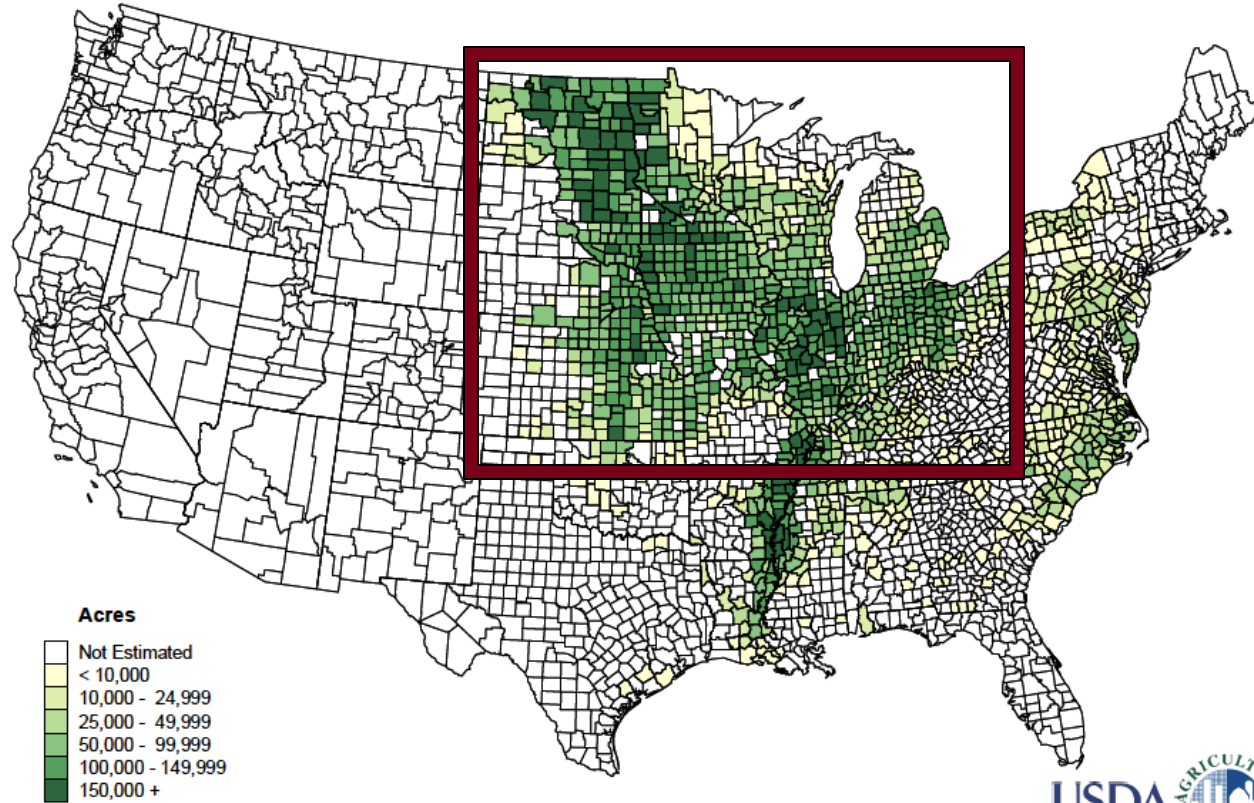 Acres
Not Estimated
< 10,000
10,000 - 24,999
25,000 - 49,999
50,000 - 99,999
100,000 - 149,999
150,000 +
USDA